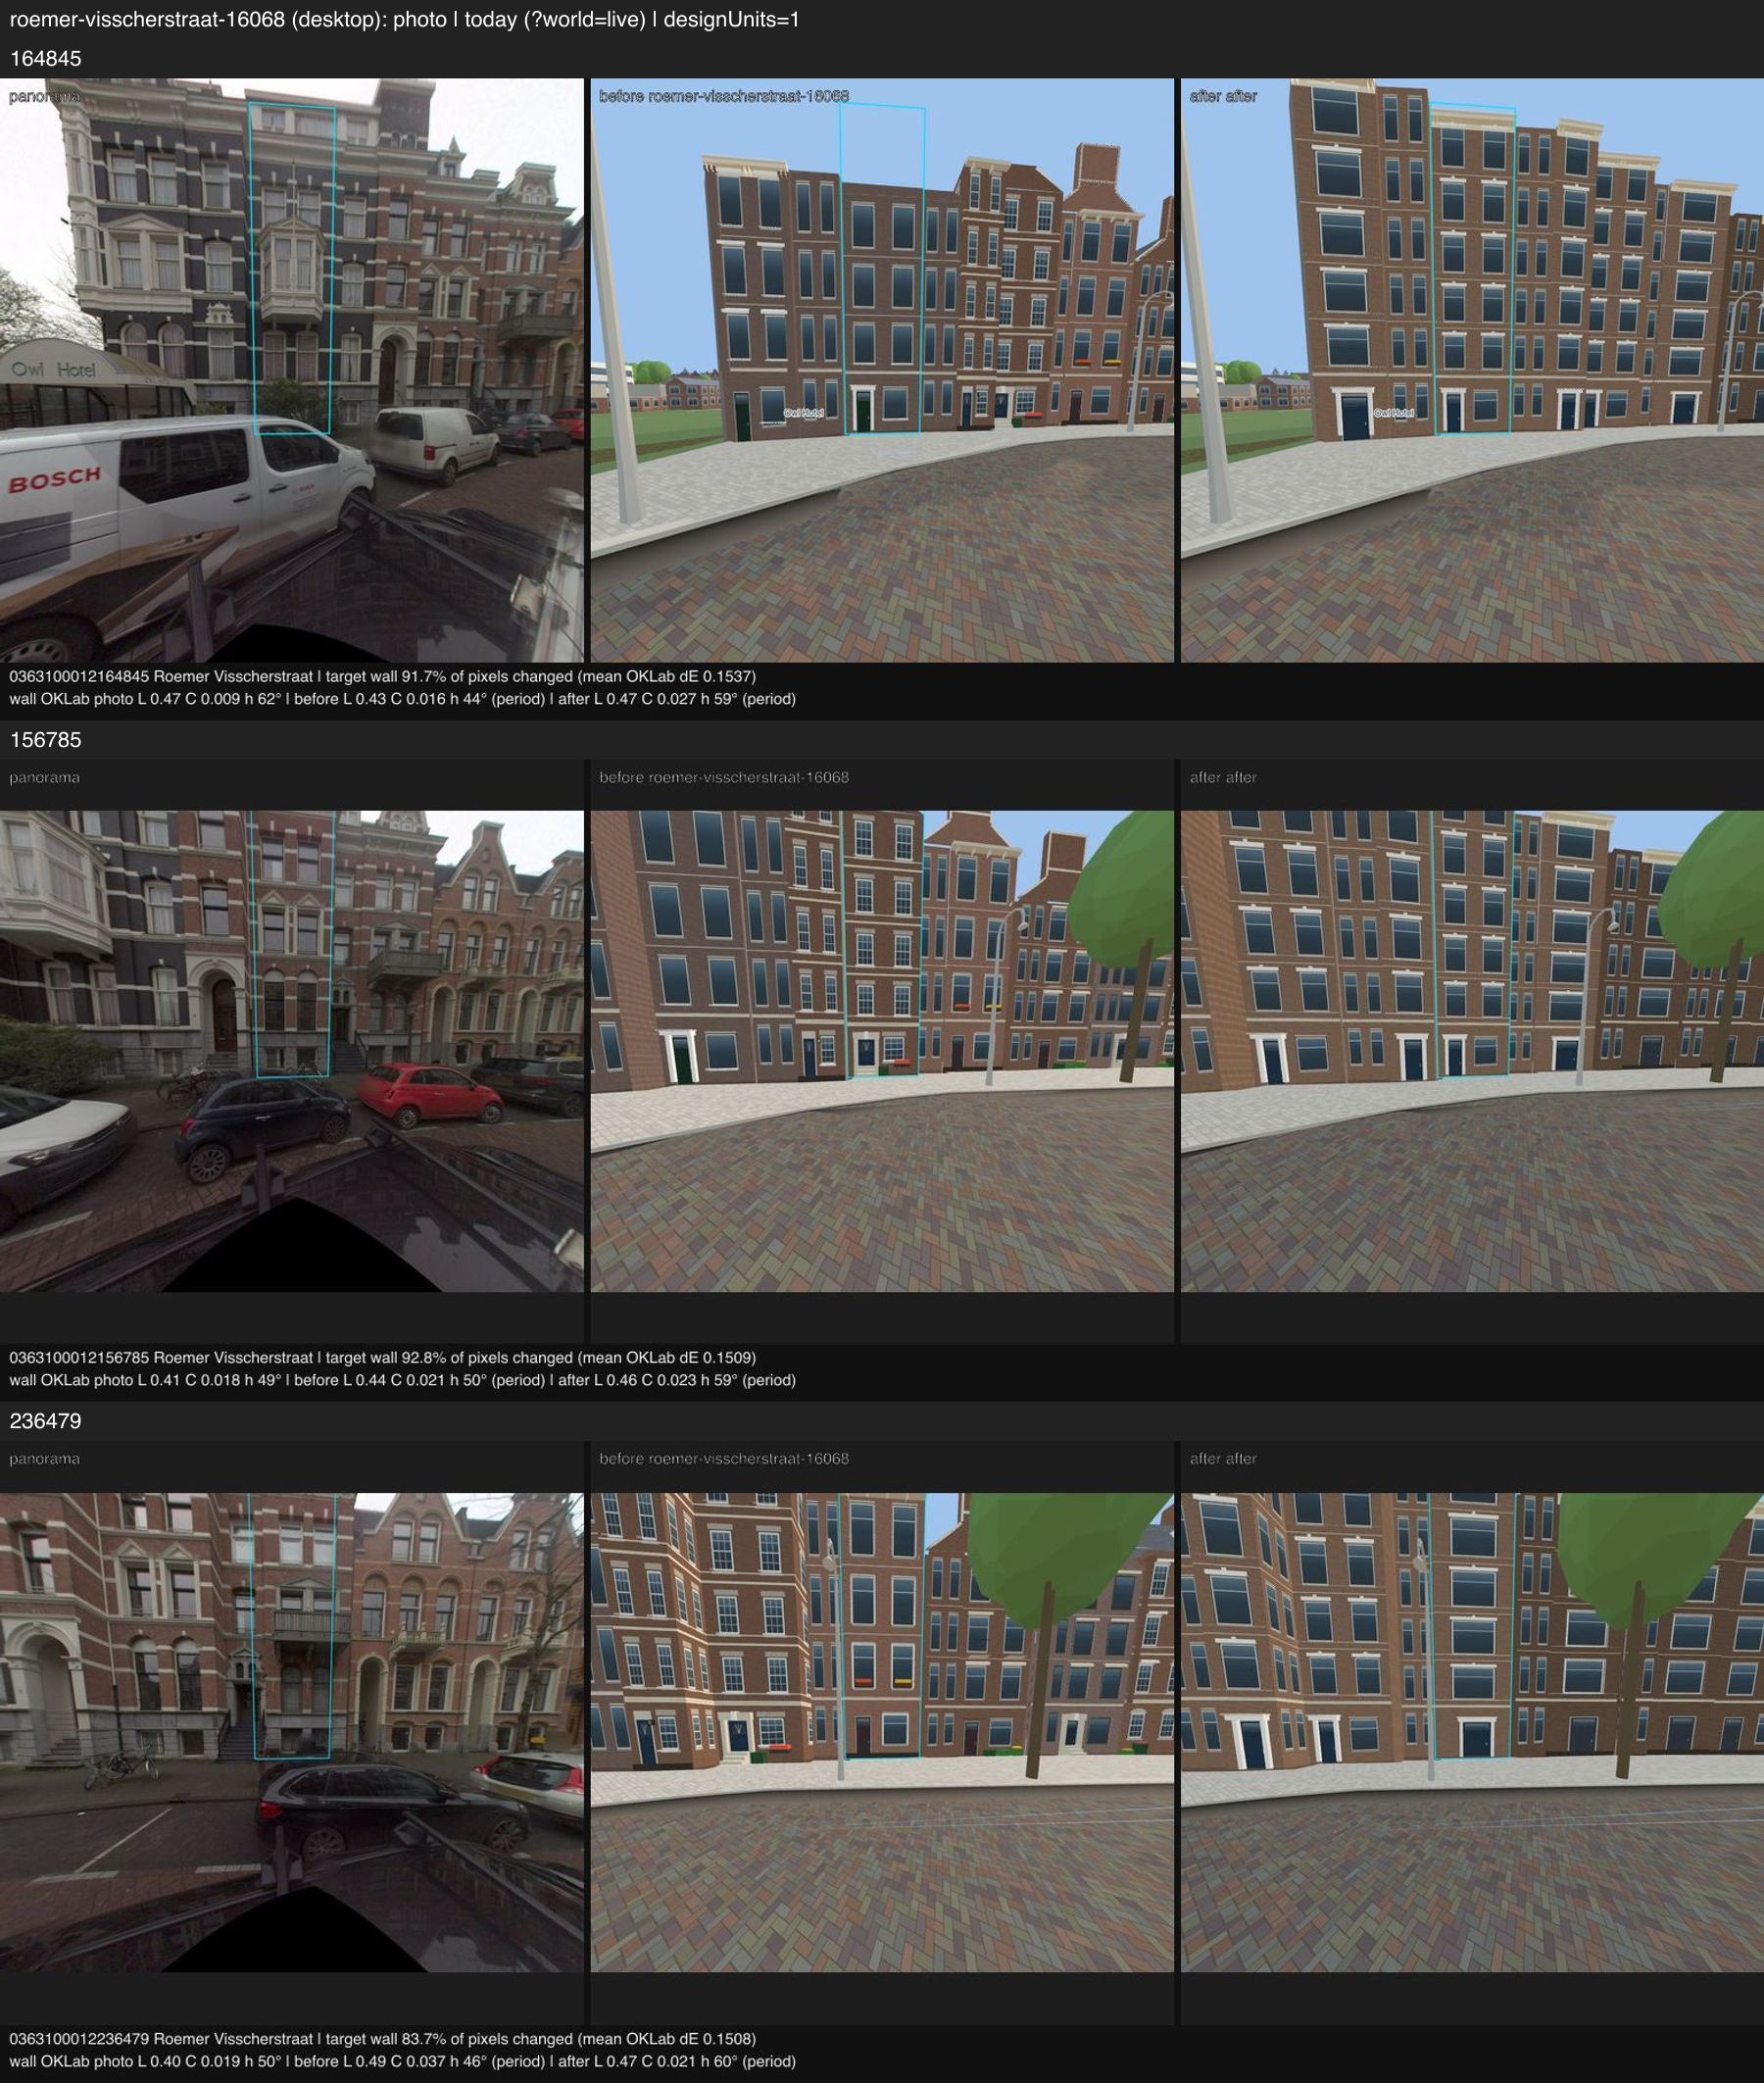 roemer-visscherstraat-16068 (desktop): photo | today (?world=live) | designUnits=1
164845
panorama
before roemer-visscherstraat-16068
after after
Owl Hotel
BOSCH
Owl Hotel
Owl Hotel
0363100012164845 Roemer Visscherstraat | target wall 91.7% of pixels changed (mean OKLab dE 0.1537)
wall OKLab photo L 0.47 C 0.009 h 62° | before L 0.43 C 0.016 h 44° (period) | after L 0.47 C 0.027 h 59° (period)
156785
panorama
before roemer-visscherstraat-16068
after after
0363100012156785 Roemer Visscherstraat | target wall 92.8% of pixels changed (mean OKLab dE 0.1509)
wall OKLab photo L 0.41 C 0.018 h 49° | before L 0.44 C 0.021 h 50° (period) | after L 0.46 C 0.023 h 59° (period)
236479
panorama
before roemer-visscherstraat-16068
after after
0363100012236479 Roemer Visscherstraat | target wall 83.7% of pixels changed (mean OKLab dE 0.1508)
wall OKLab photo L 0.40 C 0.019 h 50° | before L 0.49 C 0.037 h 46° (period) | after L 0.47 C 0.021 h 60° (period)